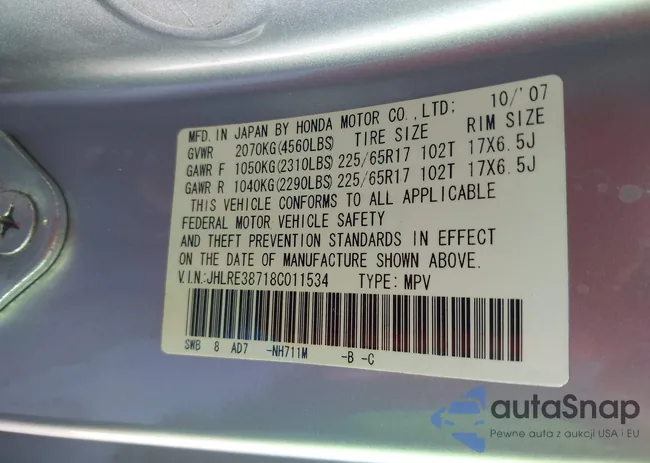 MFD. IN JAPAN BY HONDA MOTOR CO., LTD; 10/'07
GVWR 2070KG(4560LBS) TIRE SIZE RIM SIZE
GAWR F 1050KG(2310LBS) 225/65R17 102T 17X6.5J
GAWR R 1040KG(2290LBS) 225/65R17 102T 17X6.5J
THIS VEHICLE CONFORMS TO ALL APPLICABLE
FEDERAL MOTOR VEHICLE SAFETY
AND THEFT PREVENTION STANDARDS IN EFFECT
ON THE DATE OF MANUFACTURE SHOWN ABOVE.
V.I.N:JHLRE38718C011534 TYPE: MPV
SWB 8 AD7 -NH711M -B -C
autaSnap
Pewne auta z aukcji USA i EU